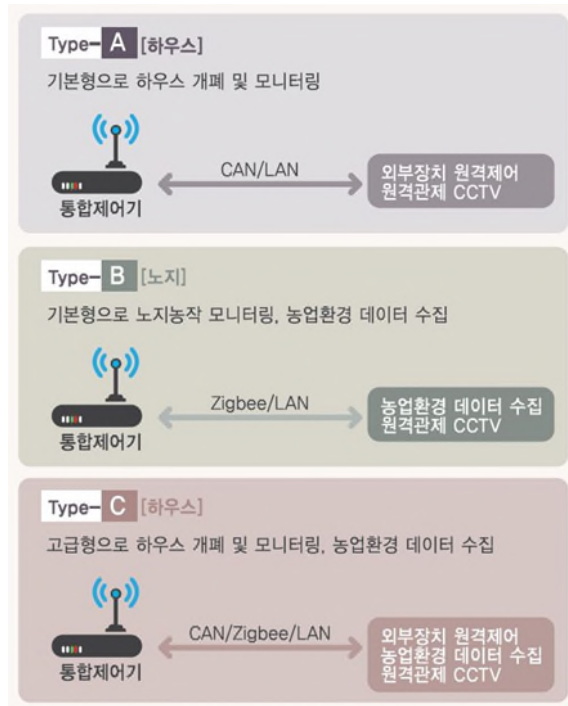 Type-A [하우스]
기본형으로 하우스 개폐 및 모니터링
CAN/LAN
통합제어기
외부장치 원격제어
원격관제 CCTV
Type-B [노지]
기본형으로 노지농작 모니터링, 농업환경 데이터 수집
Zigbee/LAN
통합제어기
농업환경 데이터 수집
원격관제 CCTV
Type-C [하우스]
고급형으로 하우스 개폐 및 모니터링, 농업환경 데이터 수집
CAN/Zigbee/LAN
통합제어기
외부장치 원격제어
농업환경 데이터 수집
원격관제 CCTV